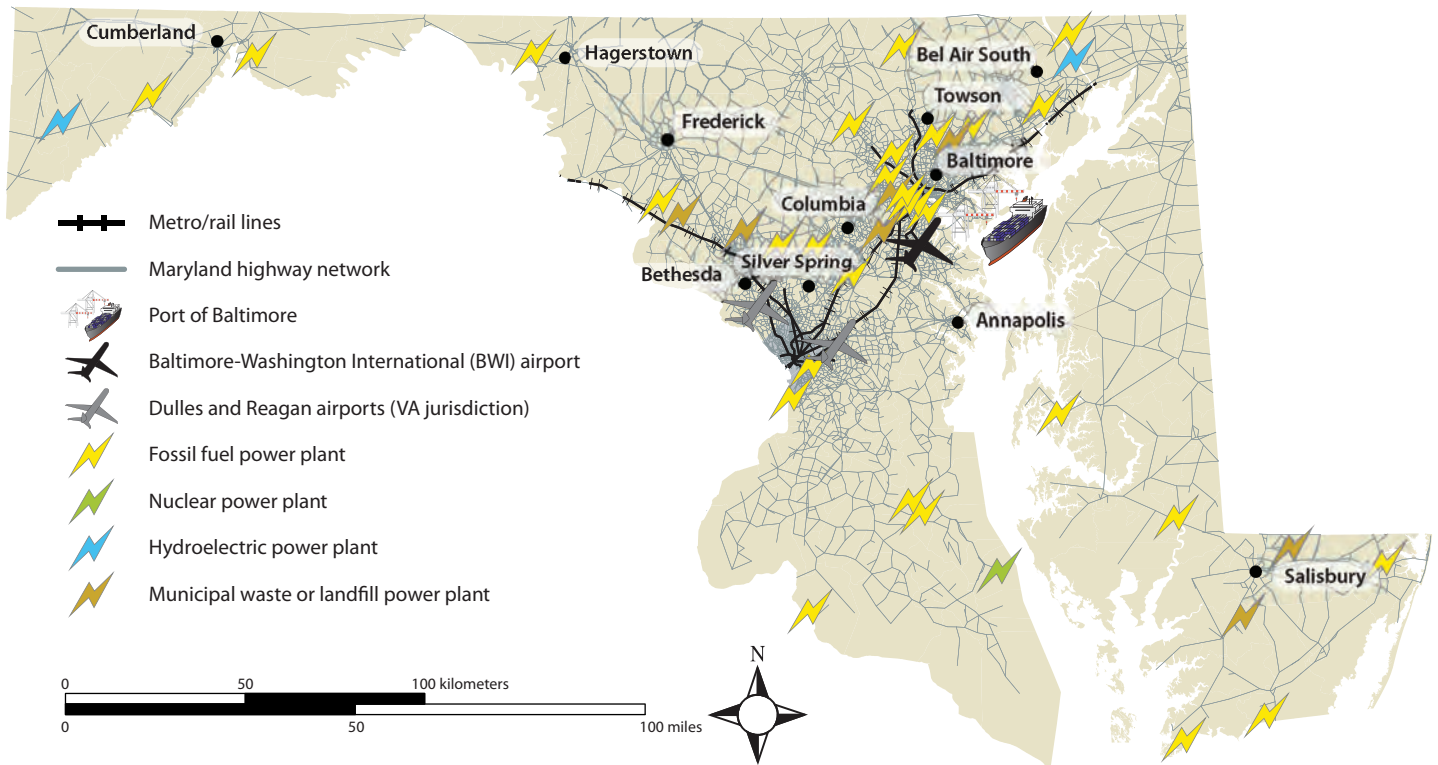 Cumberland
Hagerstown
Bel Air South
Towson
Frederick
Baltimore
Columbia
Silver Spring
Bethesda
Annapolis
Salisbury
Metro/rail lines
Maryland highway network
Port of Baltimore
Baltimore-Washington International (BWI) airport
Dulles and Reagan airports (VA jurisdiction)
Fossil fuel power plant
Nuclear power plant
Hydroelectric power plant
Municipal waste or landfill power plant
0 50 100 kilometers
0 50 100 miles
N